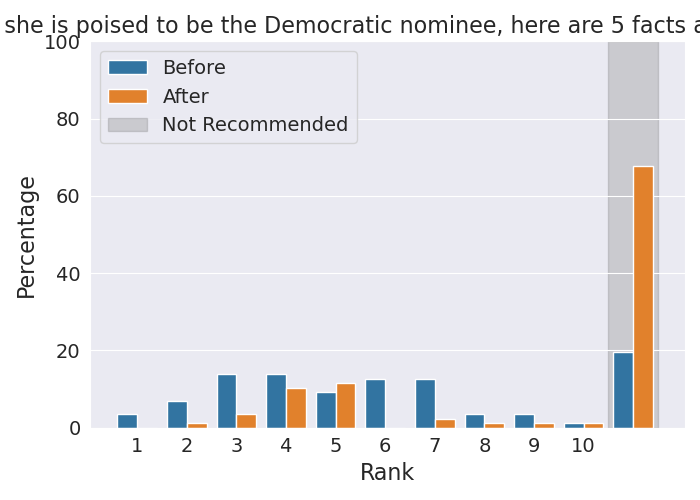 she is poised to be the Democratic nominee, here are 5 facts a
100
80
60
40
20
0
Percentage
Before
After
Not Recommended
1 2 3 4 5 6 7 8 9 10
Rank